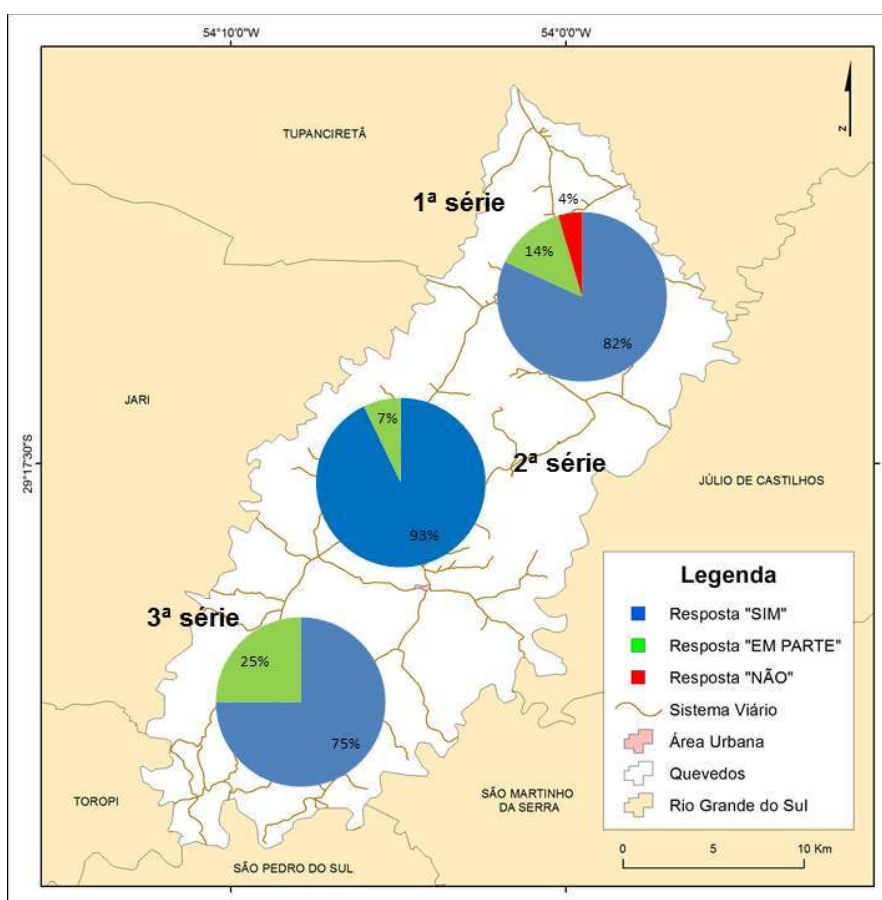 54°10'0"W
54°0'0"W
TUPANCIRETÃ
N
1ª série
4%
14%
82%
JARI
7%
2ª série
29°17'30"S
JÚLIO DE CASTILHOS
93%
3ª série
25%
75%
Legenda
Resposta "SIM"
Resposta "EM PARTE"
Resposta "NÃO"
Sistema Viário
Área Urbana
Quevedos
Rio Grande do Sul
TOROPI
SÃO MARTINHO
DA SERRA
0 5 10 Km
SÃO PEDRO DO SUL